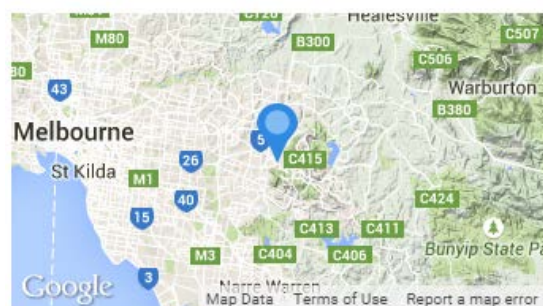 C726
Healesville
M80
B300
C507
C506
Warburton
80
43
B380
Melbourne
5
26
C415
St Kilda
M1
40
C424
15
C413
C411
M3
C404
C406
Bunyip State Pa
3
Narre Warren
Google
Map Data
Terms of Use
Report a map error